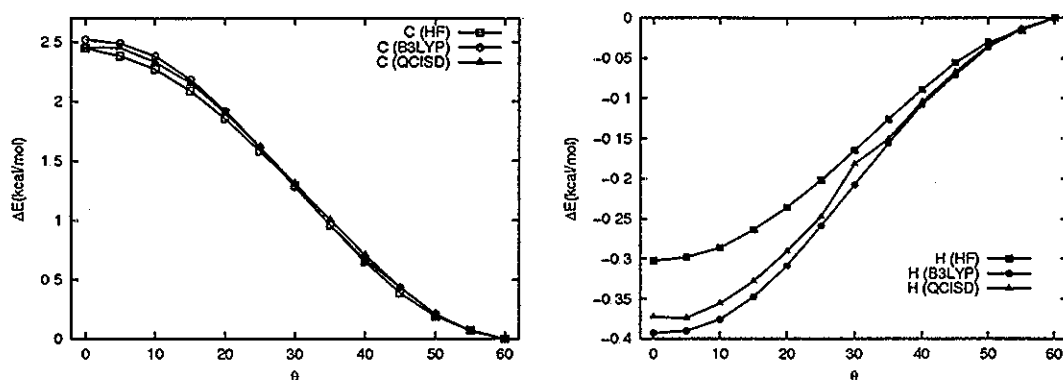 C (HF)
C (B3LYP)
C (QCISD)
2 5
2
1 5
1
0 5
0
0 10 20 30 40 50 60
ΔE(kcal/mol)
θ
0
-0 05
-0 1
-0 15
-0 2
-0 25
-0 3
-0 35
-0 4
0 10 20 30 40 50 60
ΔE(kcal/mol)
θ
H (HF)
H (B3LYP)
H (QCISD)